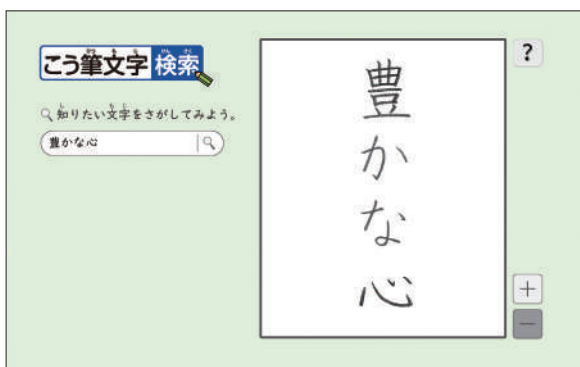 こう筆文字検索
知りたい文字をさがしてみよう。
豊かな心
豊かな心
?
+
−